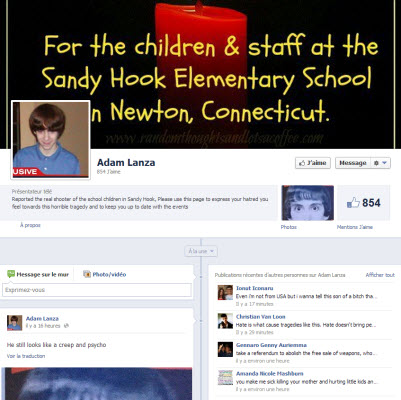 For the children & staff at the
Sandy Hook Elementary School
in Newton, Connecticut.
www.randomthoughtsandlotsacoffee.com
USIVE
Adam Lanza
854 J'aime
J'aime
Message
Présentateur télé
Reported the real shooter of the school children in Sandy Hook, Please use this page to express your hatred you
feel towards this horrible tragedy and to keep you up to date with the events
À propos
Photos
854
Mentions J'aime
À la une
Message sur le mur
Photo/vidéo
Exprimez-vous
Adam Lanza
il y a 16 heures
He still looks like a creep and psycho
Voir la traduction
Publications récentes d'autres personnes sur Adam Lanza
Afficher tout
Ionut Iconaru
Even i'm not from USA but i wanna tell this son of a bitch tha...
il y a 17 minutes
Christian Van Loon
Hate is what cause tragedies like this. Hate doesn't bring pe...
il y a 29 minutes
Gennaro Genny Auriemma
take a referendum to abolish the free sale of weapons, who...
il y a environ une heure
Amanda Nicole Mashburn
you make me sick killing your mother and hurting little kids an...
il y a environ une heure